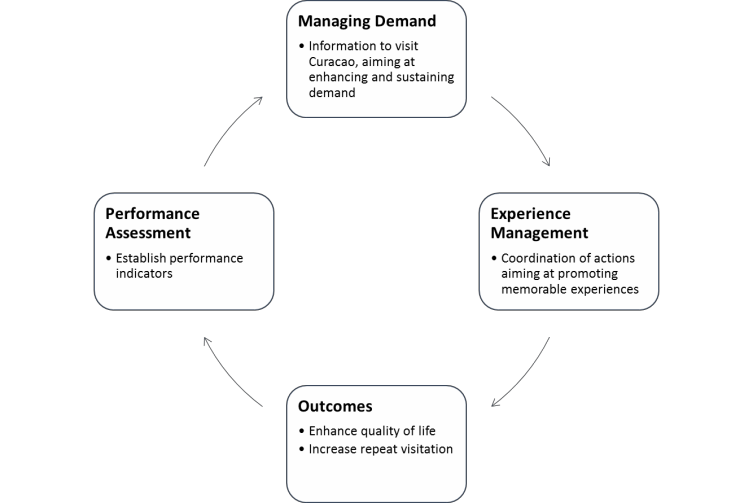 Managing Demand
• Information to visit
Curacao, aiming at
enhancing and sustaining
demand
Performance
Assessment
• Establish performance
indicators
Experience
Management
• Coordination of actions
aiming at promoting
memorable experiences
Outcomes
• Enhance quality of life
• Increase repeat visitation